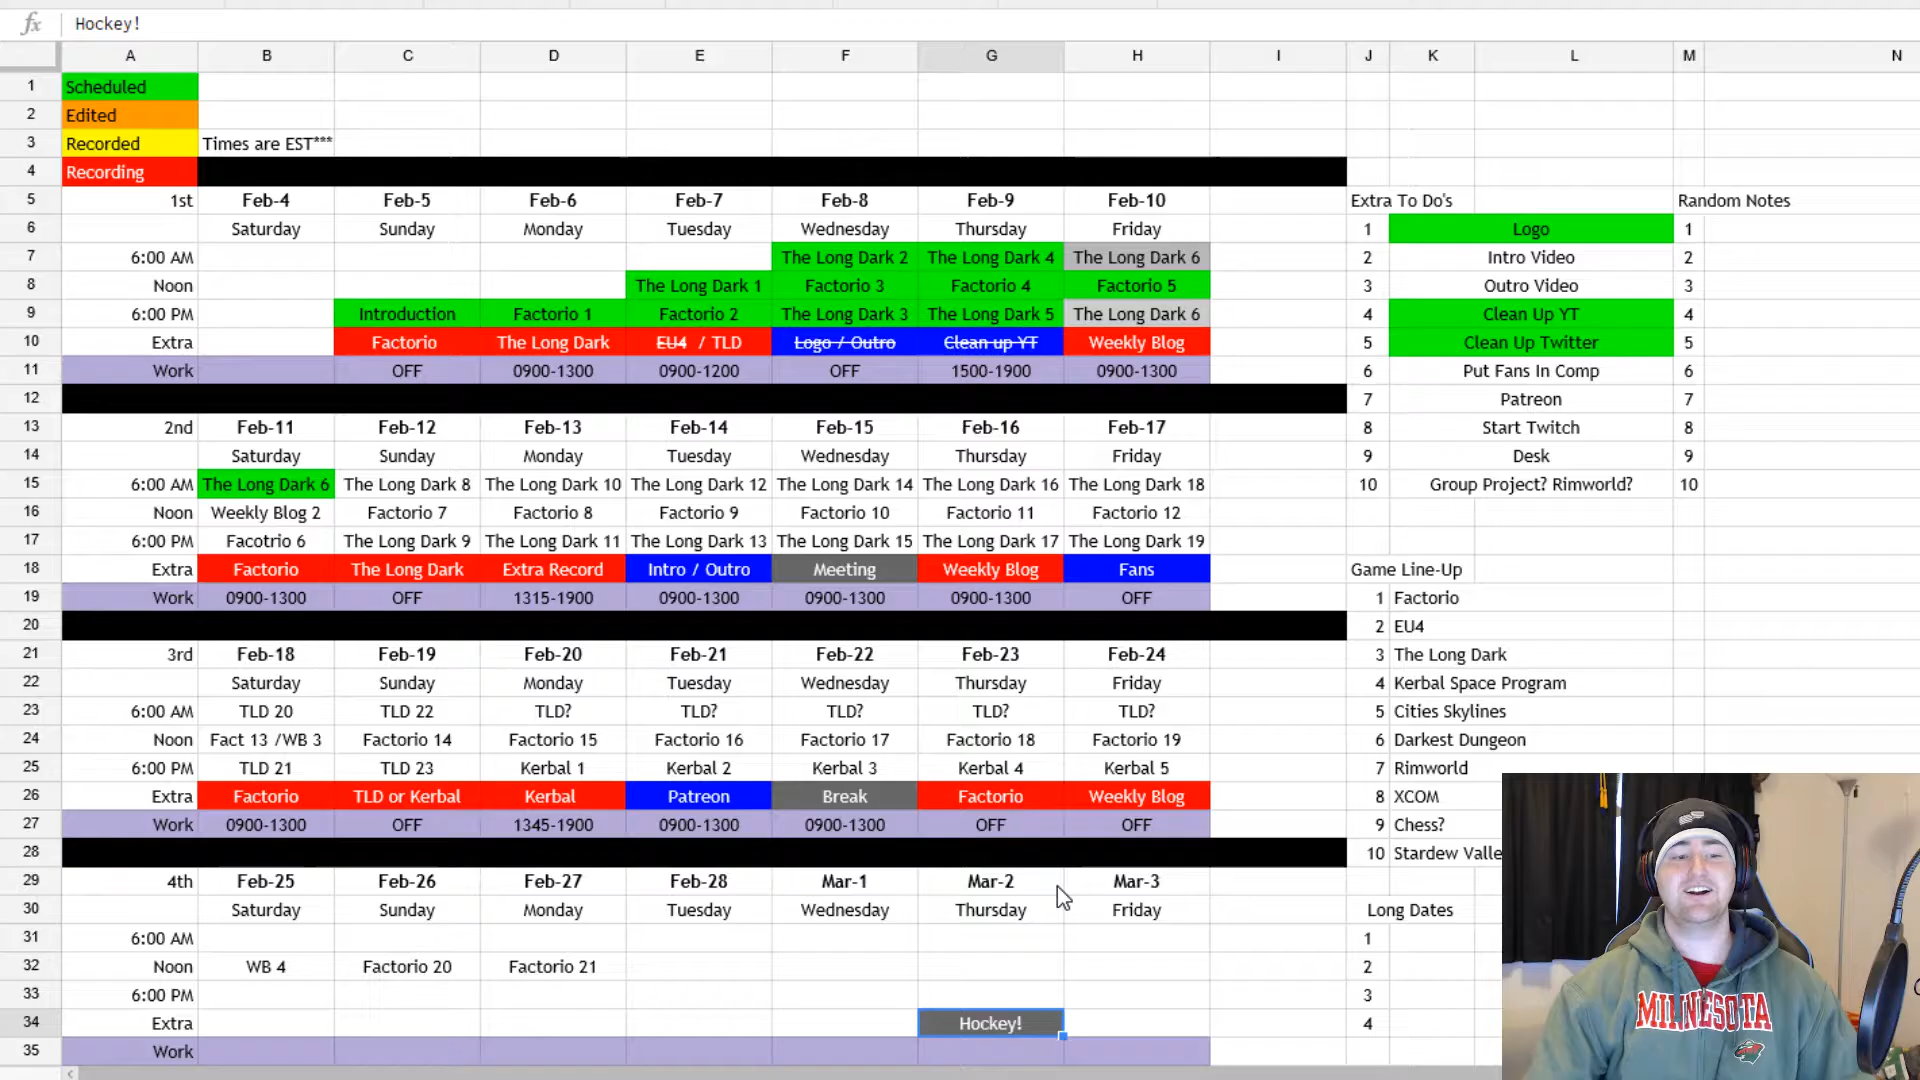 fx Hockey!
A B C D E F G H I J K L M N
1 Scheduled
2 Edited
3 Recorded Times are EST***
4 Recording
5 1st Feb-4 Feb-5 Feb-6 Feb-7 Feb-8 Feb-9 Feb-10 Extra To Do's Random Notes
6 Saturday Sunday Monday Tuesday Wednesday Thursday Friday 1 Logo 1
7 6:00 AM The Long Dark 2 The Long Dark 4 The Long Dark 6 2 Intro Video 2
8 Noon The Long Dark 1 Factorio 3 Factorio 4 Factorio 5 3 Outro Video 3
9 6:00 PM Introduction Factorio 1 Factorio 2 The Long Dark 3 The Long Dark 5 The Long Dark 6 4 Clean Up YT 4
10 Extra Factorio The Long Dark EU4 / TLD Logo / Outro Clean up YT Weekly Blog 5 Clean Up Twitter 5
11 Work OFF 0900-1300 0900-1200 OFF 1500-1900 0900-1300 6 Put Fans In Comp 6
12 7 Patreon 7
13 2nd Feb-11 Feb-12 Feb-13 Feb-14 Feb-15 Feb-16 Feb-17 8 Start Twitch 8
14 Saturday Sunday Monday Tuesday Wednesday Thursday Friday 9 Desk 9
15 6:00 AM The Long Dark 6 The Long Dark 8 The Long Dark 10 The Long Dark 12 The Long Dark 14 The Long Dark 16 The Long Dark 18 10 Group Project? Rimworld? 10
16 Noon Weekly Blog 2 Factorio 7 Factorio 8 Factorio 9 Factorio 10 Factorio 11 Factorio 12
17 6:00 PM Facotrio 6 The Long Dark 9 The Long Dark 11 The Long Dark 13 The Long Dark 15 The Long Dark 17 The Long Dark 19
18 Extra Factorio The Long Dark Extra Record Intro / Outro Meeting Weekly Blog Fans Game Line-Up
19 Work 0900-1300 OFF 1315-1900 0900-1300 0900-1300 0900-1300 OFF 1 Factorio
20 2 EU4
21 3rd Feb-18 Feb-19 Feb-20 Feb-21 Feb-22 Feb-23 Feb-24 3 The Long Dark
22 Saturday Sunday Monday Tuesday Wednesday Thursday Friday 4 Kerbal Space Program
23 6:00 AM TLD 20 TLD 22 TLD? TLD? TLD? TLD? TLD? 5 Cities Skylines
24 Noon Fact 13 /WB 3 Factorio 14 Factorio 15 Factorio 16 Factorio 17 Factorio 18 Factorio 19 6 Darkest Dungeon
25 6:00 PM TLD 21 TLD 23 Kerbal 1 Kerbal 2 Kerbal 3 Kerbal 4 Kerbal 5 7 Rimworld
26 Extra Factorio TLD or Kerbal Kerbal Patreon Break Factorio Weekly Blog 8 XCOM
27 Work 0900-1300 OFF 1345-1900 0900-1300 0900-1300 OFF OFF 9 Chess?
28 10 Stardew Valle
29 4th Feb-25 Feb-26 Feb-27 Feb-28 Mar-1 Mar-2 Mar-3
30 Saturday Sunday Monday Tuesday Wednesday Thursday Friday Long Dates
31 6:00 AM 1
32 Noon WB 4 Factorio 20 Factorio 21 2
33 6:00 PM 3
34 Extra Hockey! 4
35 Work
MINNESOTA